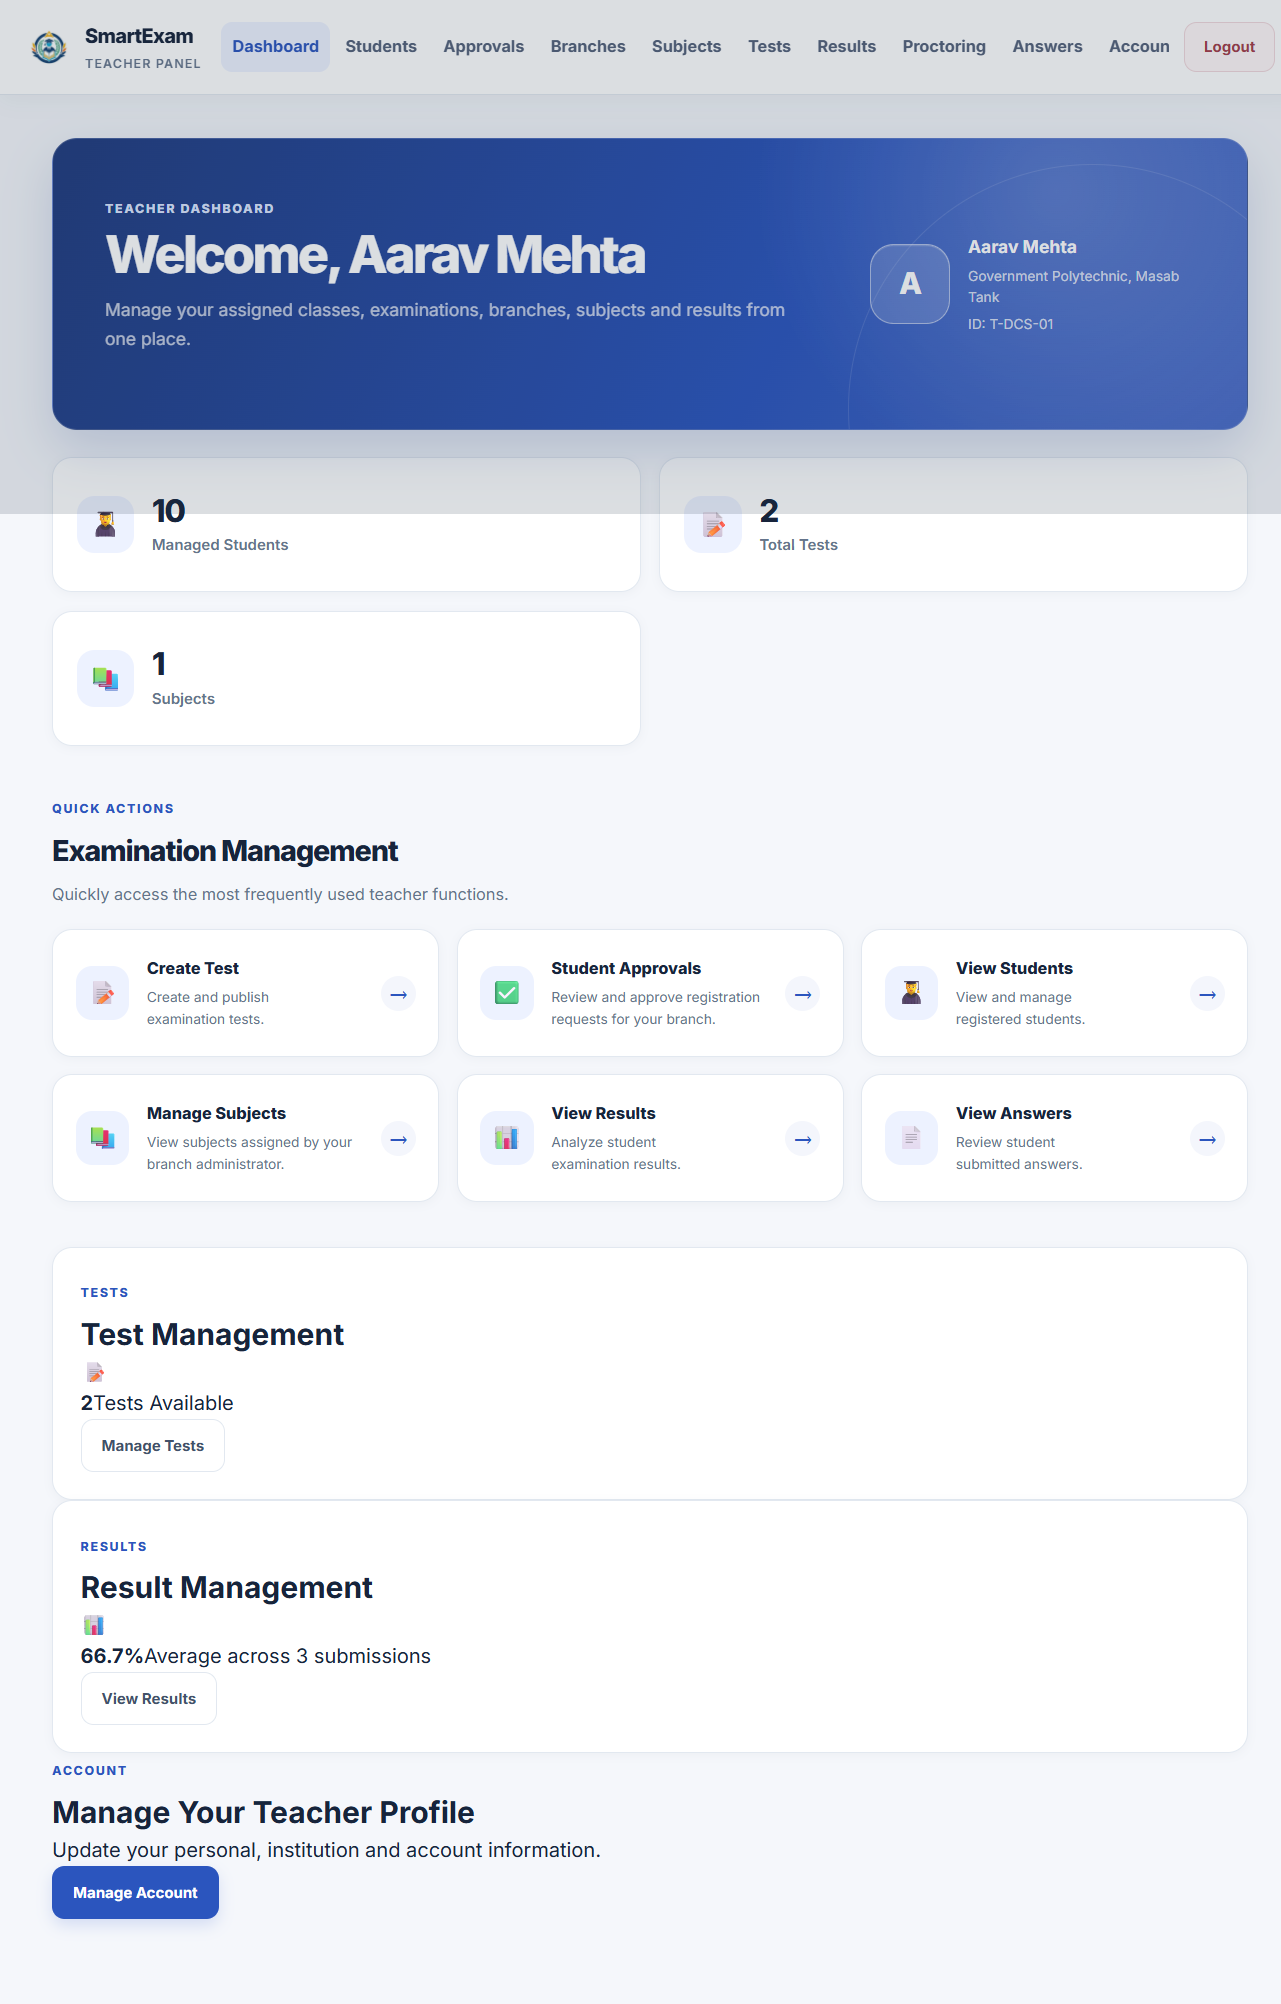 SmartExam
TEACHER PANEL
Dashboard
Students
Approvals
Branches
Subjects
Tests
Results
Proctoring
Answers
Accoun
Logout
TEACHER DASHBOARD
Welcome, Aarav Mehta
Manage your assigned classes, examinations, branches, subjects and results from
one place.
A
Aarav Mehta
Government Polytechnic, Masab
Tank
ID: T-DCS-01
10
Managed Students
2
Total Tests
1
Subjects
QUICK ACTIONS
Examination Management
Quickly access the most frequently used teacher functions.
Create Test
Create and publish
examination tests.
→
Student Approvals
Review and approve registration
requests for your branch.
→
View Students
View and manage
registered students.
→
Manage Subjects
View subjects assigned by your
branch administrator.
→
View Results
Analyze student
examination results.
→
View Answers
Review student
submitted answers.
→
TESTS
Test Management
2Tests Available
Manage Tests
RESULTS
Result Management
66.7%Average across 3 submissions
View Results
ACCOUNT
Manage Your Teacher Profile
Update your personal, institution and account information.
Manage Account